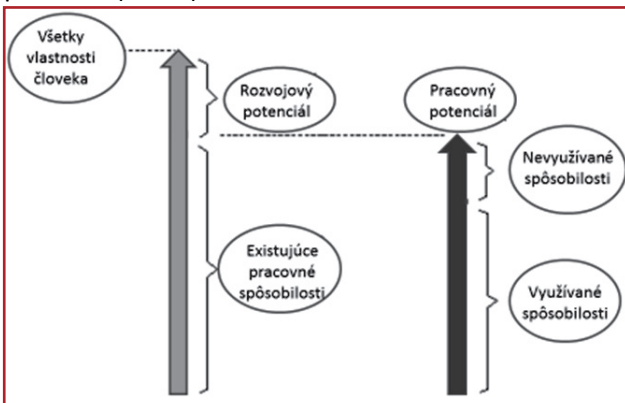 Všetky
vlastnosti
človeka
Rozvojový
potenciál
Pracovný
potenciál
Nevyužívané
spôsobilosti
Existujúce
pracovné
spôsobilosti
Využívané
spôsobilosti